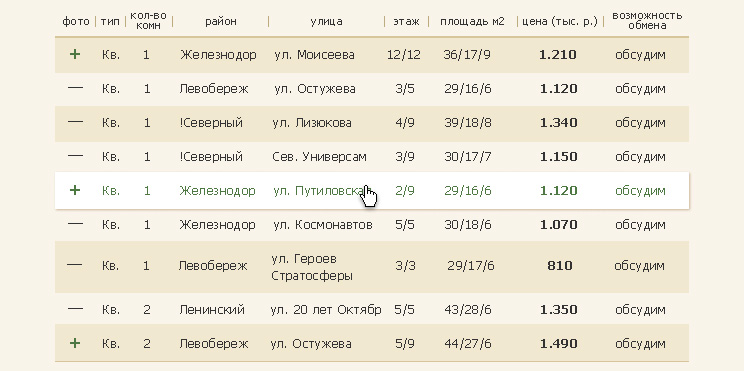 фото | тип | кол-во комн | район | улица | этаж | площадь м2 | цена (тыс. р.) | возможность обмена
+ Кв. 1 Железнодор ул. Моисеева 12/12 36/17/9 1.210 обсудим
— Кв. 1 Левобереж ул. Остужева 3/5 29/16/6 1.120 обсудим
— Кв. 1 !Северный ул. Лизюкова 4/9 39/18/8 1.340 обсудим
— Кв. 1 !Северный Сев. Универсам 3/9 30/17/7 1.150 обсудим
+ Кв. 1 Железнодор ул. Путиловская 2/9 29/16/6 1.120 обсудим
— Кв. 1 Железнодор ул. Космонавтов 5/5 30/18/6 1.070 обсудим
— Кв. 1 Левобереж ул. Героев Стратосферы 3/3 29/17/6 810 обсудим
— Кв. 2 Ленинский ул. 20 лет Октябр 5/5 43/28/6 1.350 обсудим
+ Кв. 2 Левобереж ул. Остужева 5/9 44/27/6 1.490 обсудим